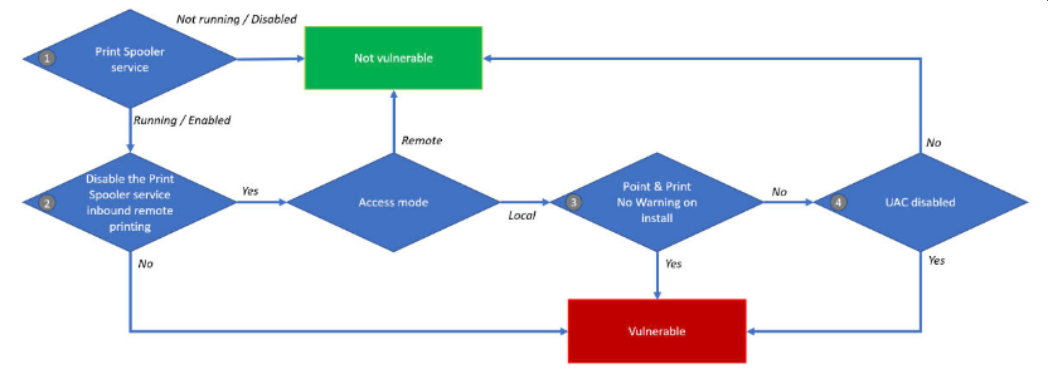 Not running / Disabled
1
Print Spooler
service
Not vulnerable
Running / Enabled
Remote
No
2
Disable the Print
Spooler service
inbound remote
printing
Yes
Access mode
Local
3
Point & Print
No Warning on
install
No
4
UAC disabled
No
Yes
Yes
Vulnerable